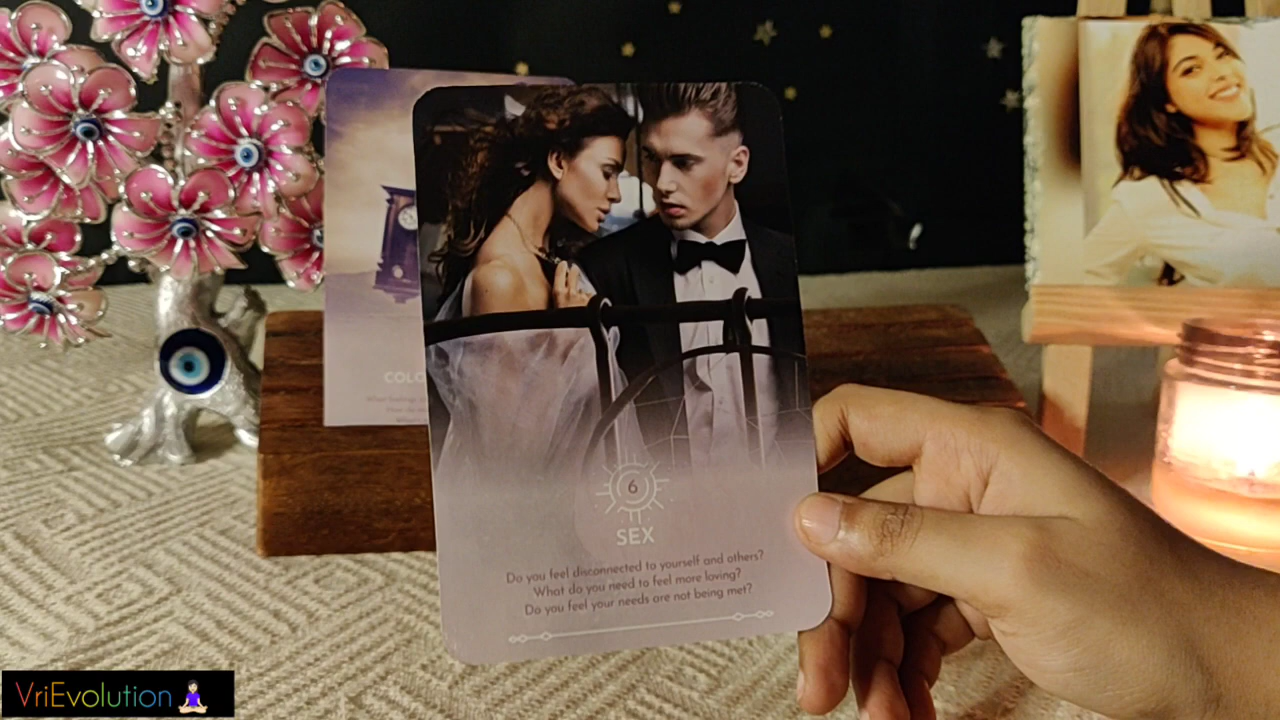 COLO
6
SEX
Do you feel disconnected to yourself and others?
What do you need to feel more loving?
Do you feel your needs are not being met?
VriEvolution